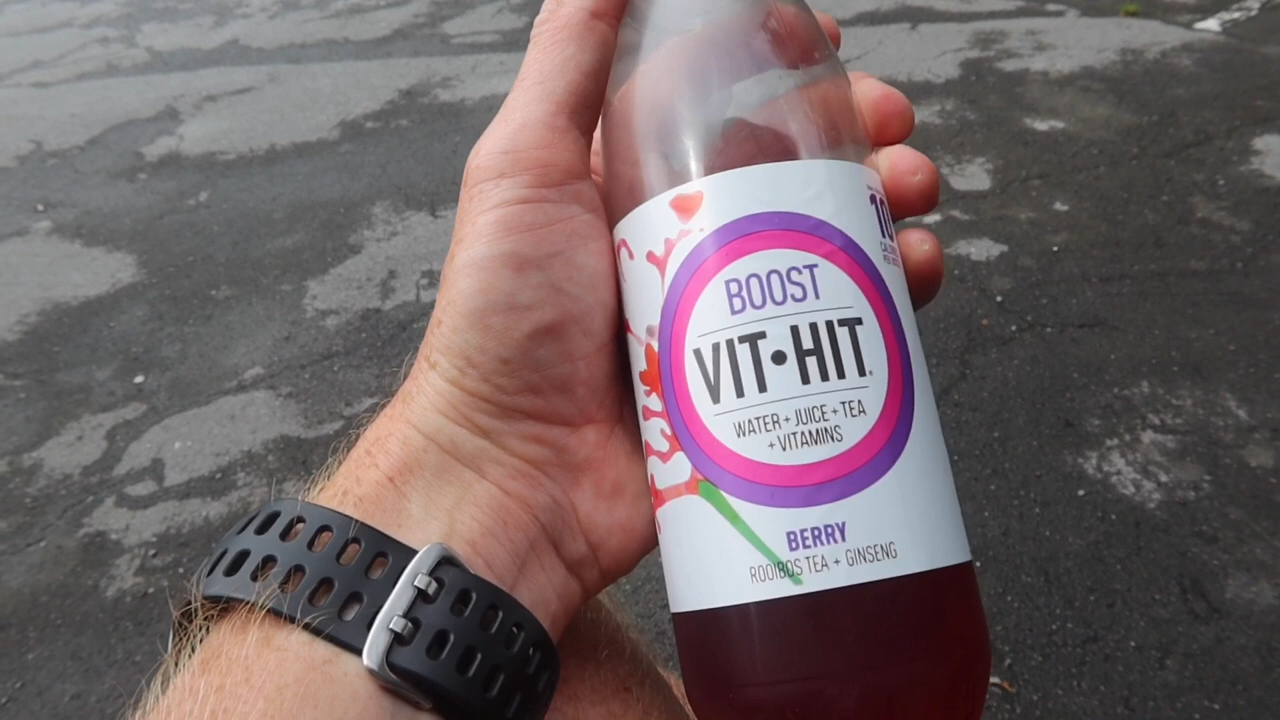 BOOST
VIT•HIT
WATER + JUICE + TEA
+ VITAMINS
BERRY
ROOIBOS TEA + GINSENG
10